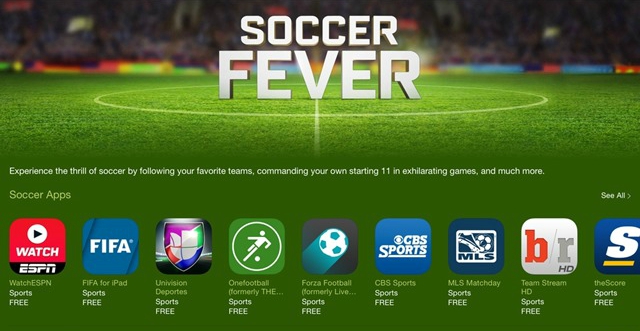 SOCCER
FEVER
Experience the thrill of soccer by following your favorite teams, commanding your own starting 11 in exhilarating games, and much more.
Soccer Apps
See All >
WATCH
ESPN
FIFA
CBS
SPORTS
MLS
b/r
HD
S
WatchESPN
Sports
FREE
FIFA for iPad
Sports
FREE
Univision
Deportes
Sports
FREE
Onefootball
(formerly THE...
Sports
FREE
Forza Football
(formerly Live...
Sports
FREE
CBS Sports
Sports
FREE
MLS Matchday
Sports
FREE
Team Stream
HD
Sports
FREE
theScore
Sports
FREE